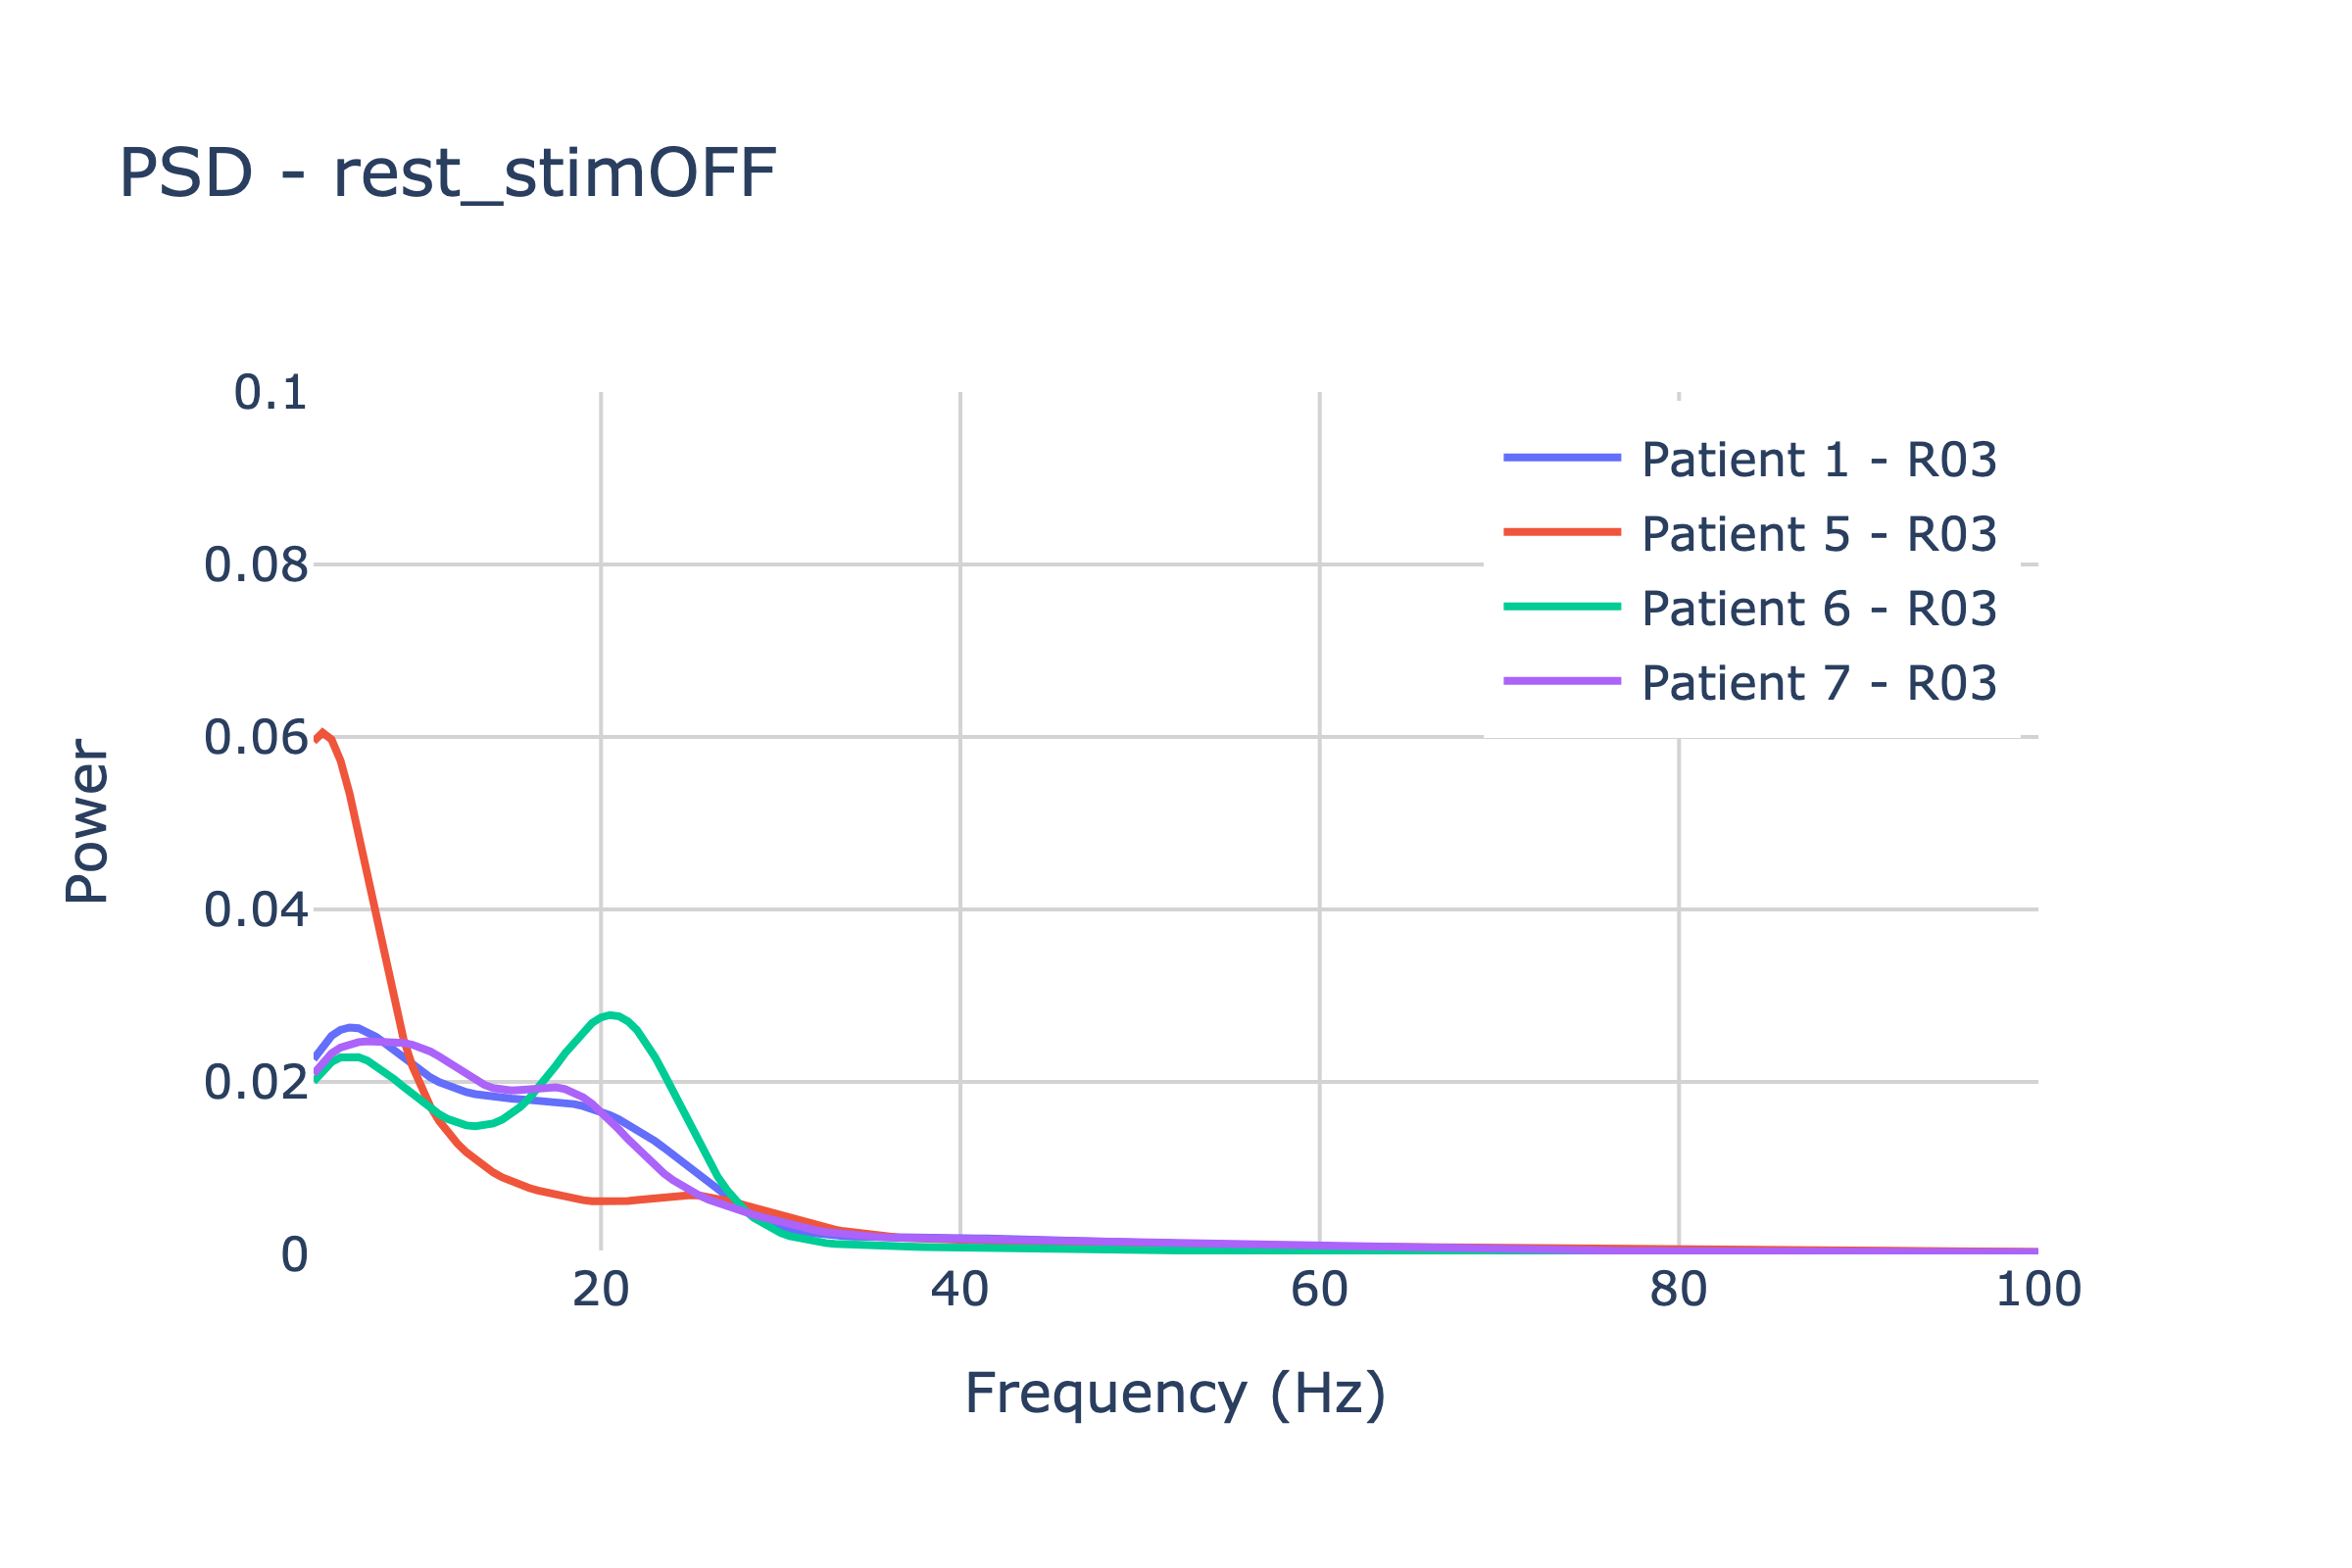 PSD - rest_stimOFF
0.1
0.08
0.06
0.04
0.02
0
Power
20 40 60 80 100
Frequency (Hz)
Patient 1 - R03
Patient 5 - R03
Patient 6 - R03
Patient 7 - R03